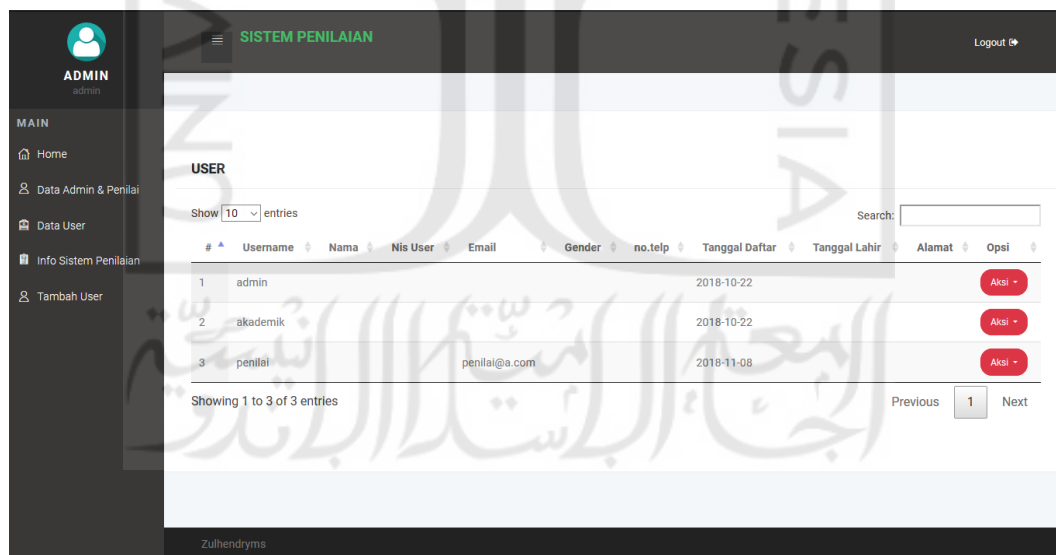 SISTEM PENILAIAN
Logout
ADMIN
admin
MAIN
Home
Data Admin & Penilai
Data User
Info Sistem Penilaian
Tambah User
USER
Show 10 entries
Search:
# Username Nama Nis User Email Gender no.telp Tanggal Daftar Tanggal Lahir Alamat Opsi
1 admin 2018-10-22 Aksi
2 akademik 2018-10-22 Aksi
3 penilai penilai@a.com 2018-11-08 Aksi
Showing 1 to 3 of 3 entries
Previous 1 Next
Zulhendryms